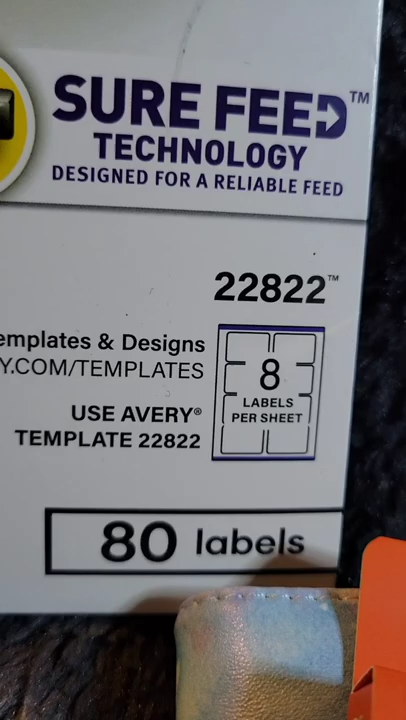 SURE FEED™
TECHNOLOGY
DESIGNED FOR A RELIABLE FEED
22822™
& Designs
Y.COM/TEMPLATES
USE AVERY®
TEMPLATE 22822
8
LABELS
PER SHEET
80 labels